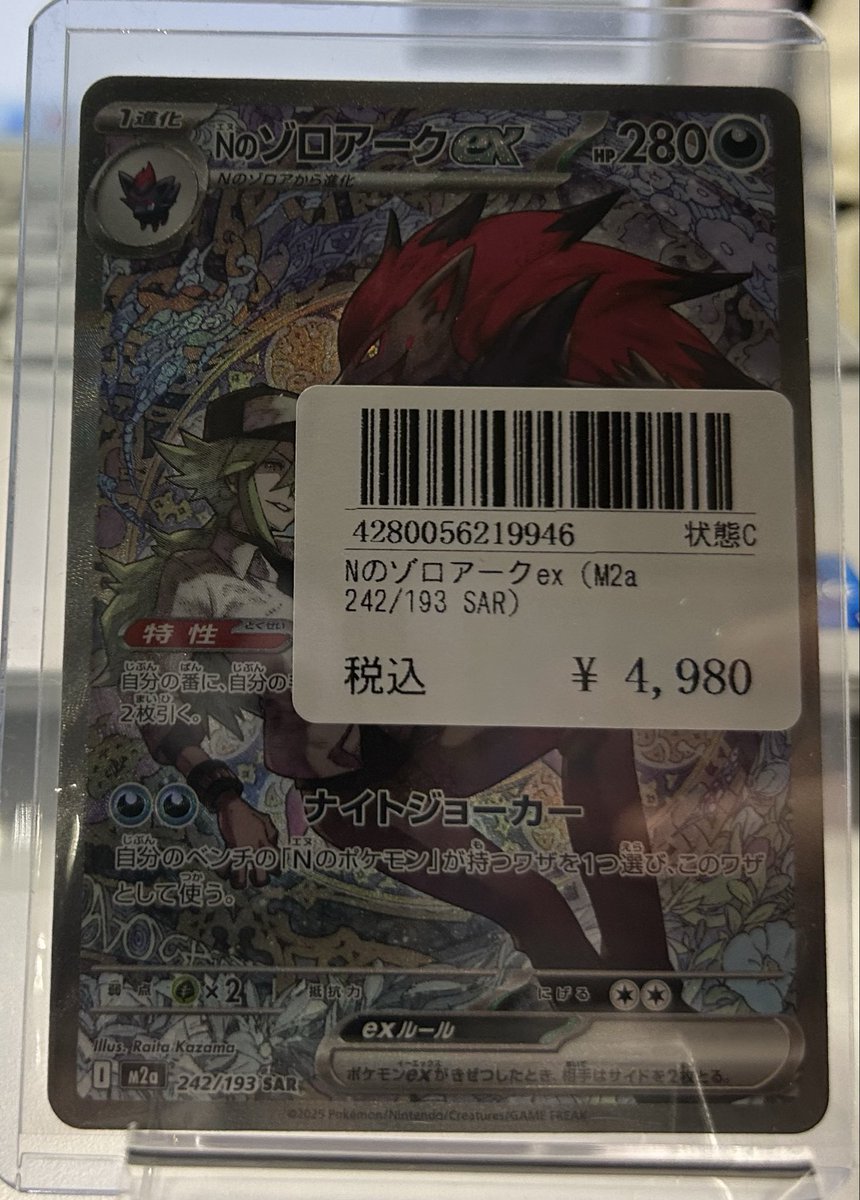 1進化
Nのゾロアークex HP280
Nのゾロアから進化
4280056219946 状態C
Nのゾロアークex (M2a
242/193 SAR)
税込 ¥ 4,980
特性
自分の番に、自分の
2枚引く。
ナイトジョーカー
自分のベンチの「Nのポケモン」が持つワザを1つ選び、このワザ
として使う。
弱点 ×2 抵抗力 にげる
exルール
ポケモンexがきぜつしたとき、相手はサイドを2枚とる。
Illus. Raita Kazama
I M2a 242/193 SAR
©2025 Pokémon/Nintendo/Creatures/GAME FREAK